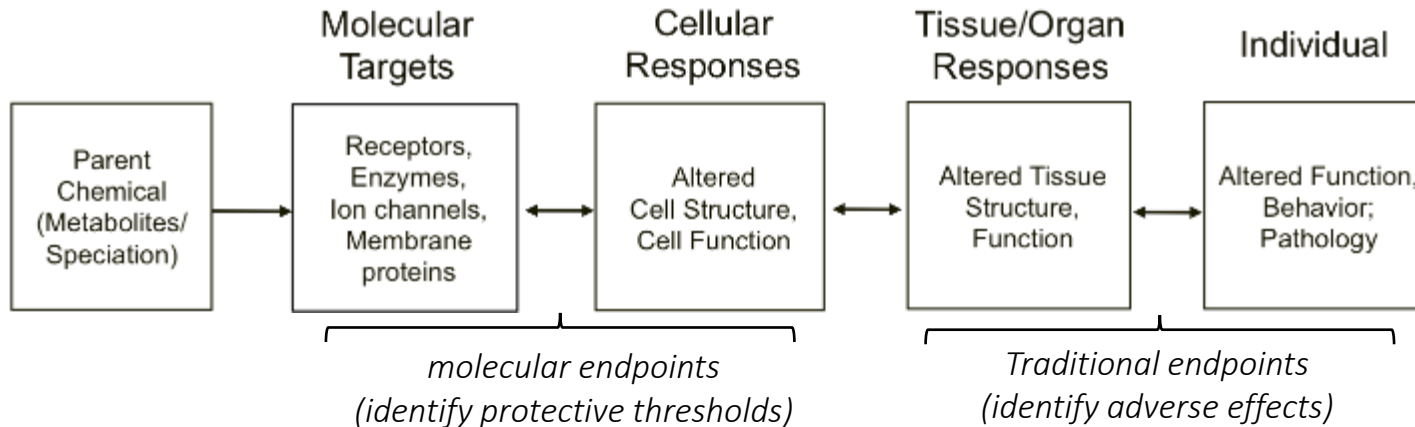 Molecular
Targets
Cellular
Responses
Tissue/Organ
Responses
Individual
Parent
Chemical
(Metabolites/
Speciation)
Receptors,
Enzymes,
Ion channels,
Membrane
proteins
Altered
Cell Structure,
Cell Function
Altered Tissue
Structure,
Function
Altered Function,
Behavior;
Pathology
molecular endpoints
(identify protective thresholds)
Traditional endpoints
(identify adverse effects)